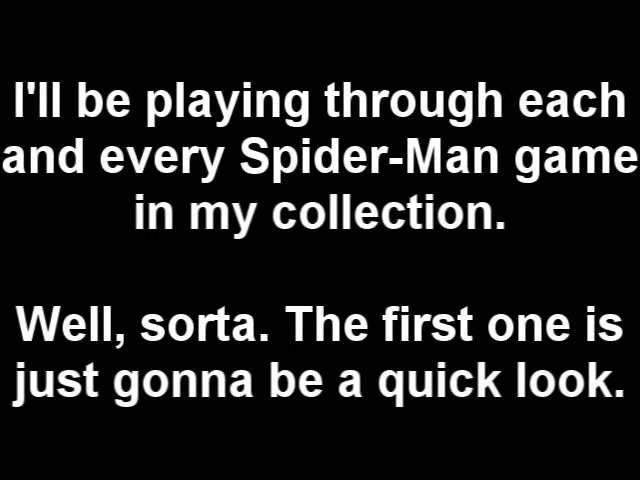 I'll be playing through each
and every Spider-Man game
in my collection.
Well, sorta. The first one is
just gonna be a quick look.